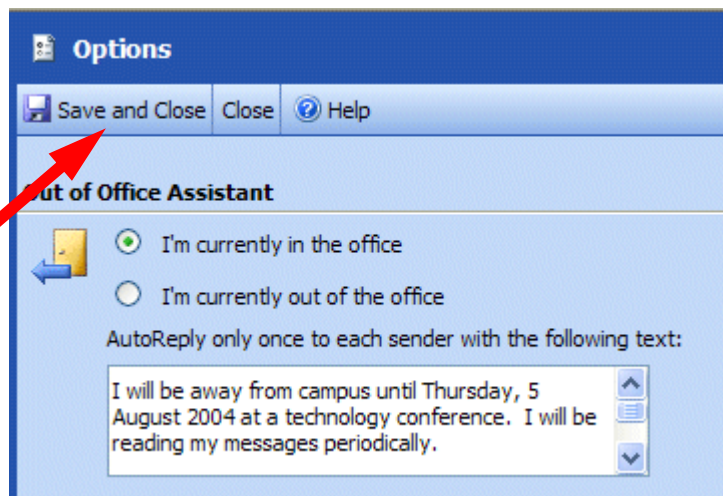 Options
Save and Close Close Help
Out of Office Assistant
I'm currently in the office
I'm currently out of the office
AutoReply only once to each sender with the following text:
I will be away from campus until Thursday, 5
August 2004 at a technology conference.  I will be
reading my messages periodically.